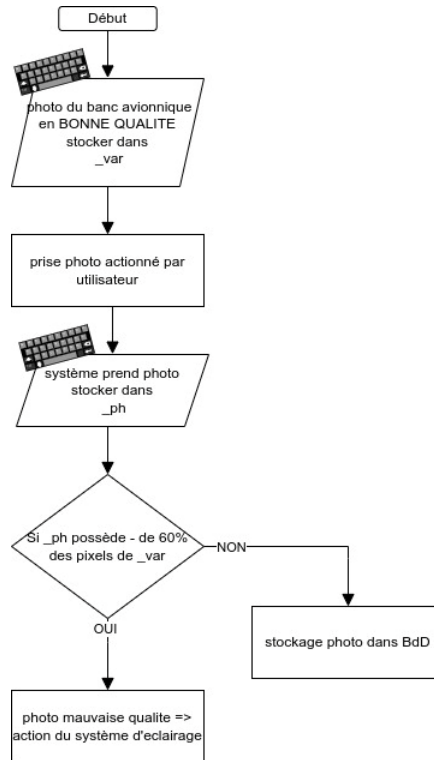 Début
photo du banc avionnique
en BONNE QUALITE
stocker dans
_var
prise photo actionné par
utilisateur
système prend photo
stocker dans
_ph
Si _ph possède - de 60%
des pixels de _var
NON
OUI
stockage photo dans BdD
photo mauvaise qualite =>
action du système d'eclairage